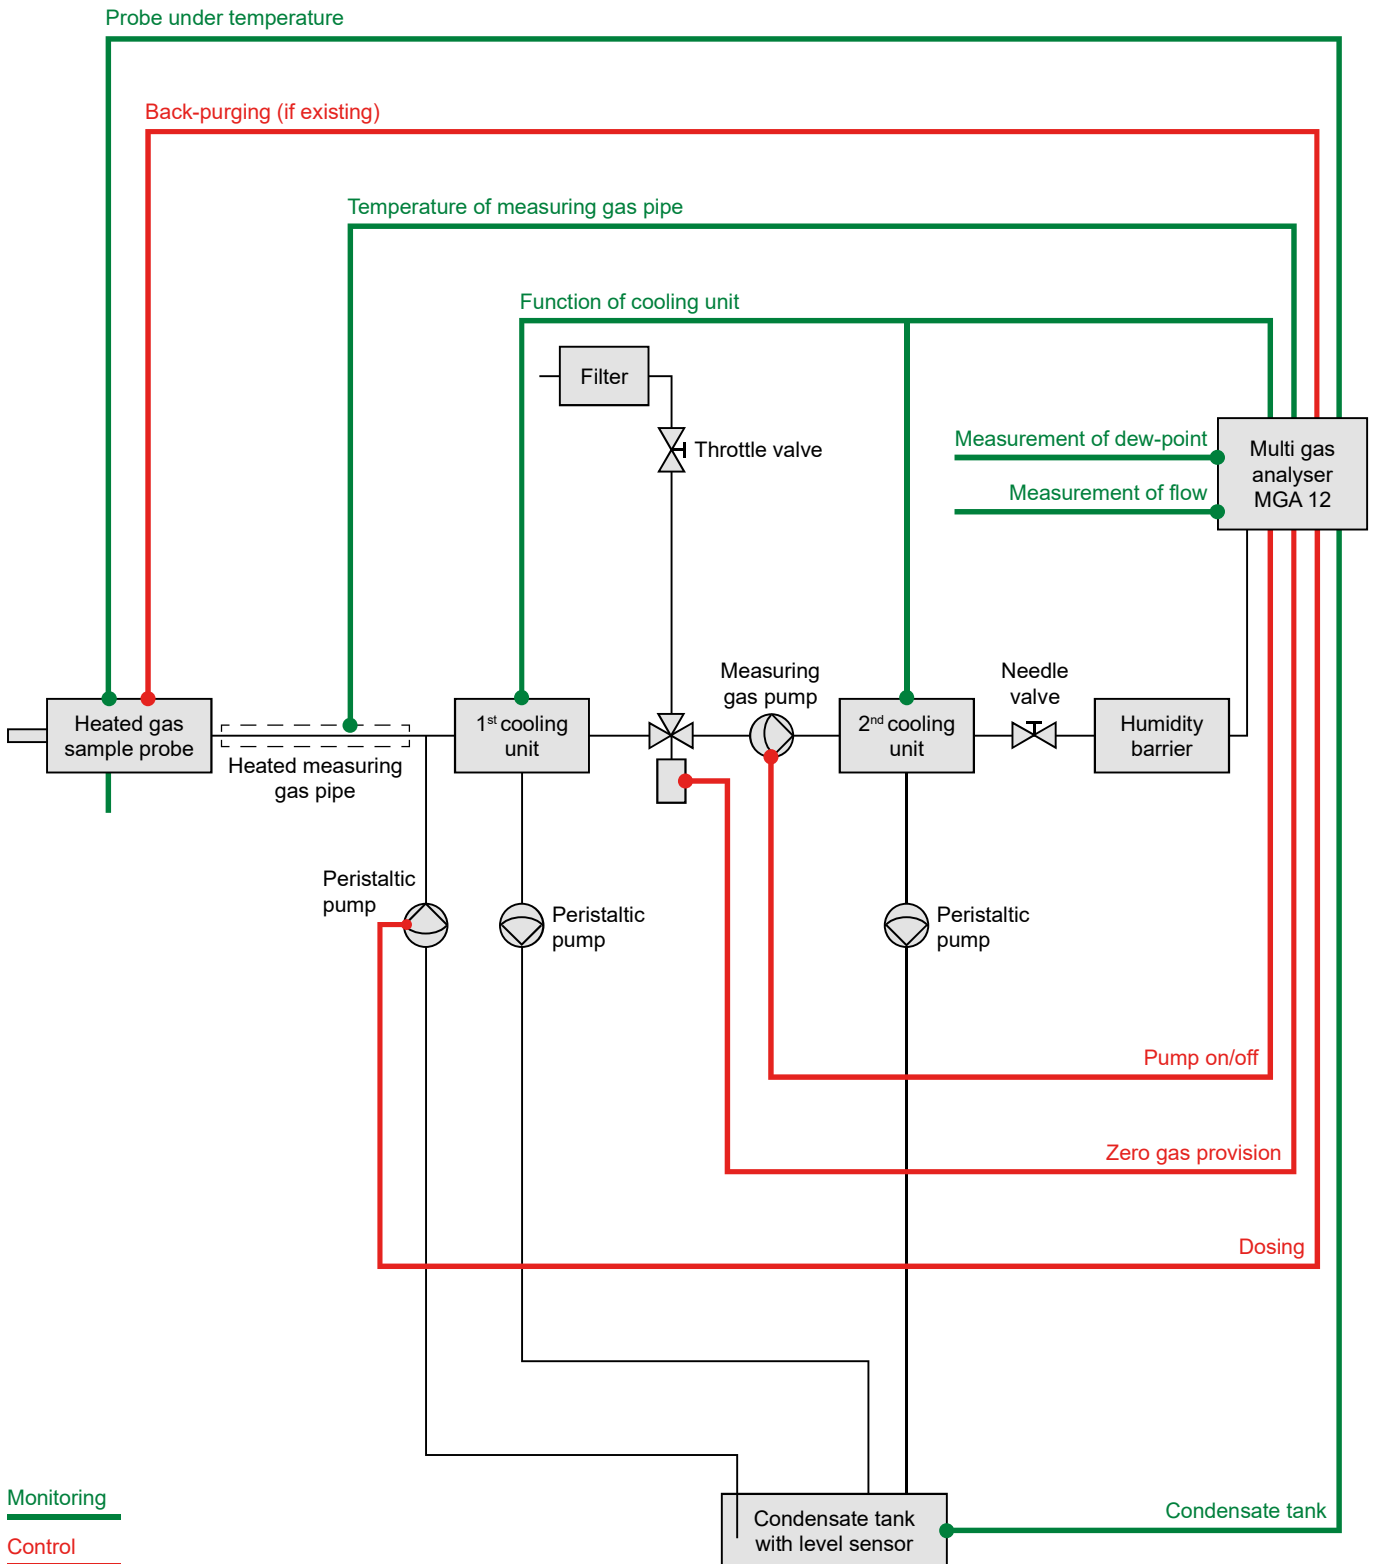 Probe under temperature
Back-purging (if existing)
Temperature of measuring gas pipe
Function of cooling unit
Filter
Throttle valve
Measurement of dew-point
Measurement of flow
Multi gas
analyser
MGA 12
Heated gas
sample probe
Heated measuring
gas pipe
1st cooling
unit
Measuring
gas pump
2nd cooling
unit
Needle
valve
Humidity
barrier
Peristaltic
pump
Peristaltic
pump
Peristaltic
pump
Pump on/off
Zero gas provision
Dosing
Condensate tank
with level sensor
Condensate tank
Monitoring
Control